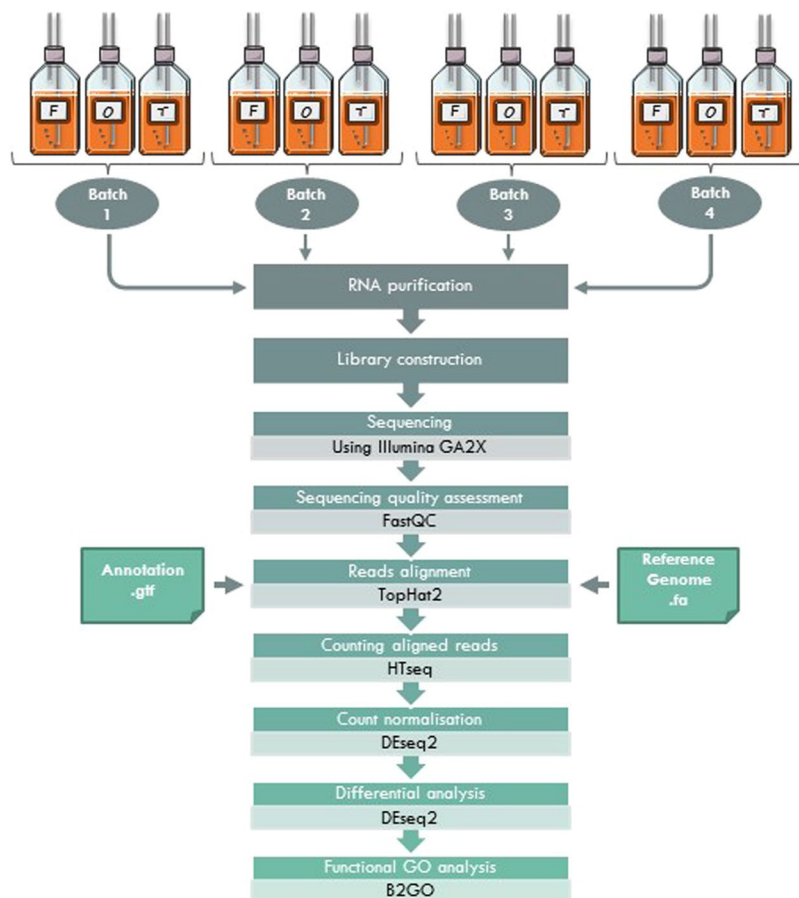 F O T F O T F O T F O T
Batch Batch Batch Batch
1 2 3 4
RNA purification
Library construction
Sequencing
Using Illumina GA2X
Sequencing quality assessment
FastQC
Annotation
.gtf
Reads alignment
TopHat2
Reference
Genome
.fa
Counting aligned reads
HTseq
Count normalisation
DEseq2
Differential analysis
DEseq2
Functional GO analysis
B2GO